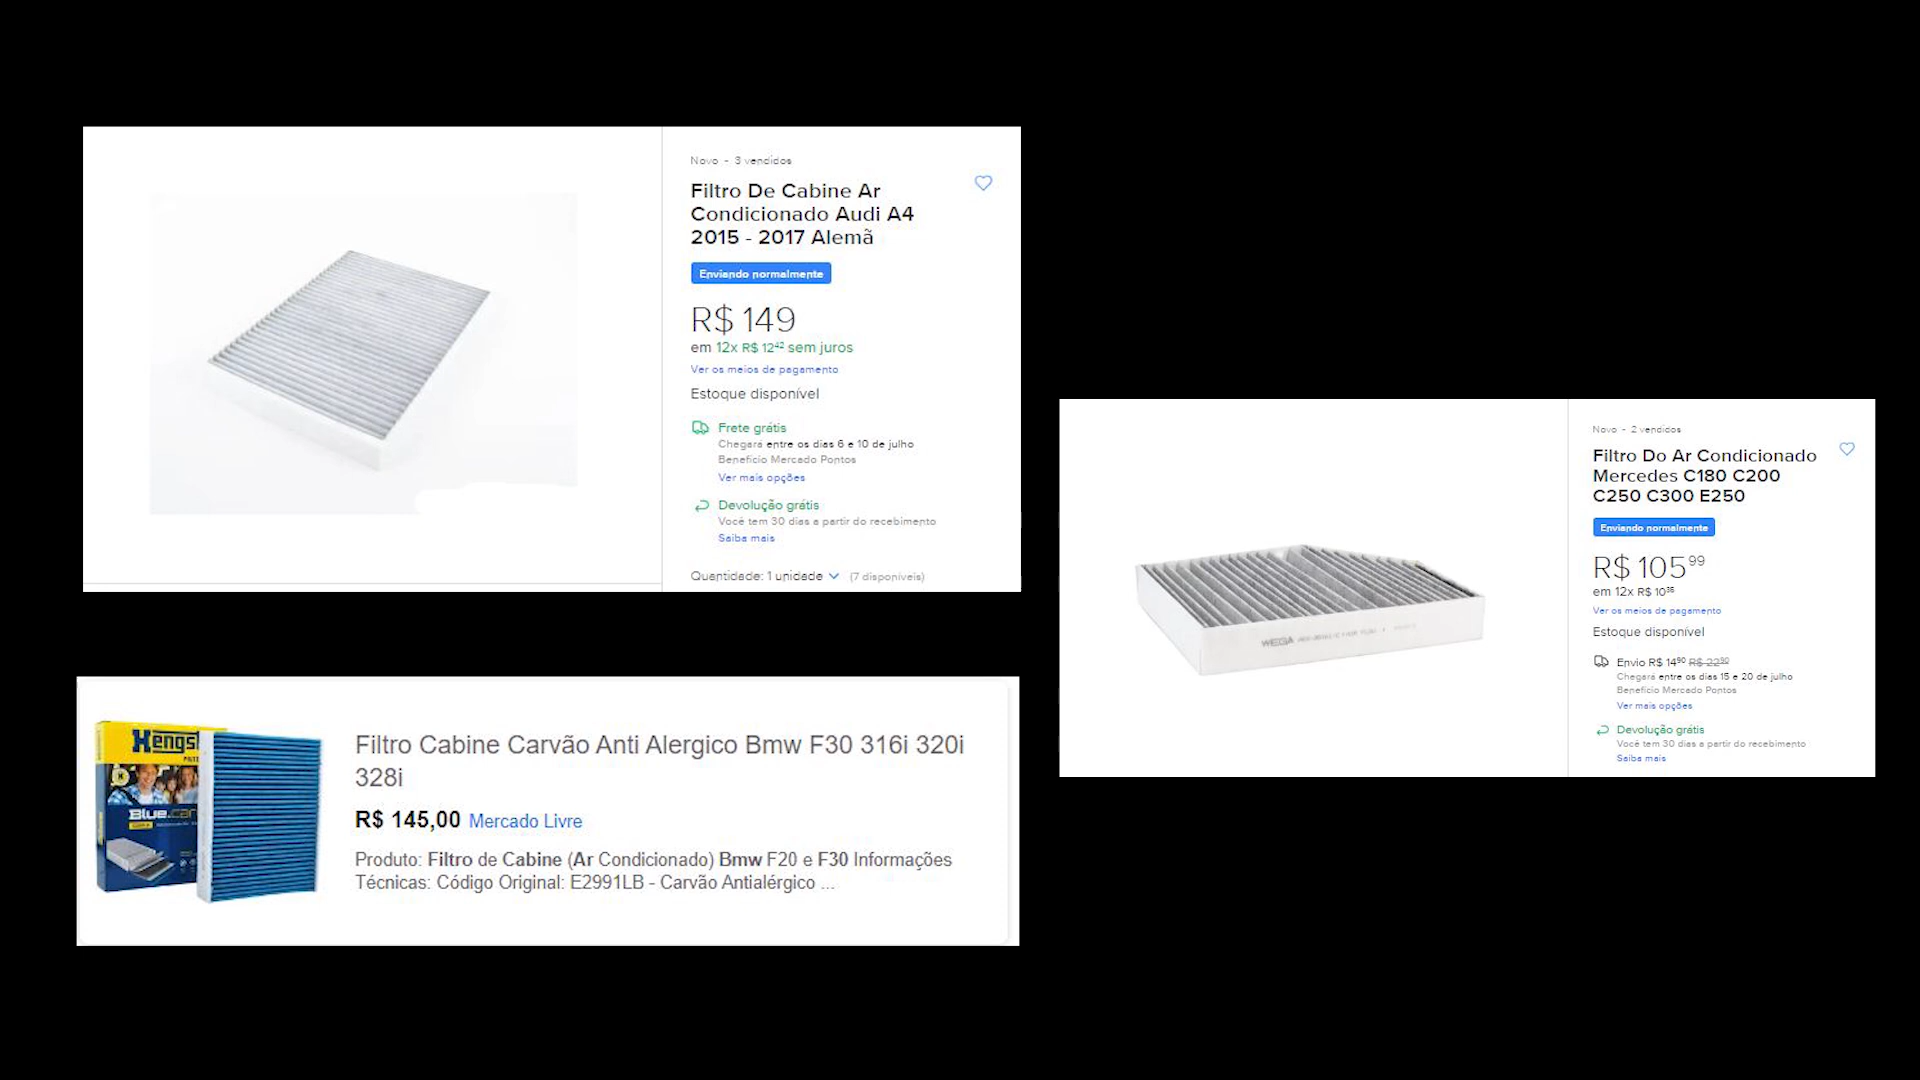 Novo - 3 vendidos
Filtro De Cabine Ar
Condicionado Audi A4
2015 - 2017 Alemã
Enviando normalmente
R$ 149
em 12x R$ 12⁴² sem juros
Ver os meios de pagamento
Estoque disponível
Frete grátis
Chegará entre os dias 6 e 10 de julho
Benefício Mercado Pontos
Ver mais opções
Devolução grátis
Você tem 30 dias a partir do recebimento
Saiba mais
Quantidade: 1 unidade (7 disponíveis)
Hengs
Blue.car
Filtro Cabine Carvão Anti Alergico Bmw F30 316i 320i
328i
R$ 145,00 Mercado Livre
Produto: Filtro de Cabine (Ar Condicionado) Bmw F20 e F30 Informações
Técnicas: Código Original: E2991LB - Carvão Antialérgico ...
WEGA
Novo - 2 vendidos
Filtro Do Ar Condicionado
Mercedes C180 C200
C250 C300 E250
Enviando normalmente
R$ 105⁹⁹
em 12x R$ 10³⁵
Ver os meios de pagamento
Estoque disponível
Envio R$ 14⁹⁰ R$ 22⁹⁰
Chegará entre os dias 15 e 20 de julho
Benefício Mercado Pontos
Ver mais opções
Devolução grátis
Você tem 30 dias a partir do recebimento
Saiba mais